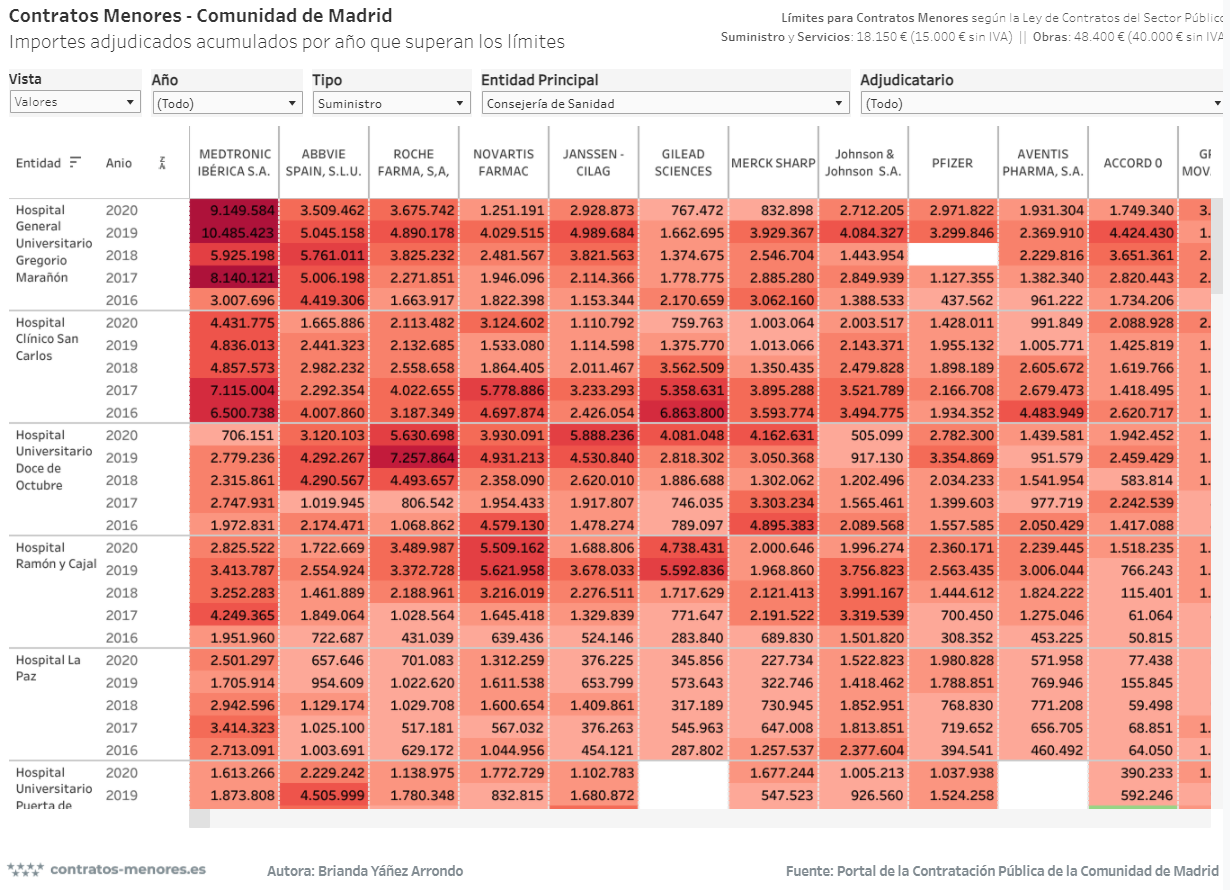 Contratos Menores - Comunidad de Madrid
Importes adjudicados acumulados por año que superan los límites
Límites para Contratos Menores según la Ley de Contratos del Sector Público
Suministro y Servicios: 18.150 € (15.000 € sin IVA) || Obras: 48.400 € (40.000 € sin IVA
Vista Año Tipo Entidad Principal Adjudicatario
Valores (Todo) Suministro Consejería de Sanidad (Todo)
Entidad Anio MEDTRONIC IBÉRICA S.A. ABBVIE SPAIN, S.L.U. ROCHE FARMA, S,A, NOVARTIS FARMAC JANSSEN - CILAG GILEAD SCIENCES MERCK SHARP Johnson & Johnson S.A. PFIZER AVENTIS PHARMA, S.A. ACCORD 0
Hospital General Universitario Gregorio Marañón
2020 9.149.584 3.509.462 3.675.742 1.251.191 2.928.873 767.472 832.898 2.712.205 2.971.822 1.931.304 1.749.340 3.
2019 10.485.423 5.045.158 4.890.178 4.029.515 4.989.684 1.662.695 3.929.367 4.084.327 3.299.846 2.369.910 4.424.430 1.
2018 5.925.198 5.761.011 3.825.232 2.481.567 3.821.563 1.374.675 2.546.704 1.443.954 2.229.816 3.651.361 2.
2017 8.140.121 5.006.198 2.271.851 1.946.096 2.114.366 1.778.775 2.885.280 2.849.939 1.127.355 1.382.340 2.820.443 2.
2016 3.007.696 4.419.306 1.663.917 1.822.398 1.153.344 2.170.659 3.062.160 1.388.533 437.562 961.222 1.734.206
Hospital Clínico San Carlos
2020 4.431.775 1.665.886 2.113.482 3.124.602 1.110.792 759.763 1.003.064 2.003.517 1.428.011 991.849 2.088.928 2.
2019 4.836.013 2.441.323 2.132.685 1.533.080 1.114.598 1.375.770 1.013.066 2.143.371 1.955.132 1.005.771 1.425.819 1.
2018 4.857.573 2.982.232 2.558.658 1.864.405 2.011.467 3.562.509 1.350.435 2.479.828 1.898.189 2.605.672 1.619.766 1.
2017 7.115.004 2.292.354 4.022.655 5.778.886 3.233.293 5.358.631 3.895.288 3.521.789 2.166.708 2.679.473 1.418.495 1.
2016 6.500.738 4.007.860 3.187.349 4.697.874 2.426.054 6.863.800 3.593.774 3.494.775 1.934.352 4.483.949 2.620.717 1.
Hospital Universitario Doce de Octubre
2020 706.151 3.120.103 5.630.698 3.930.091 5.888.236 4.081.048 4.162.631 505.099 2.782.300 1.439.581 1.942.452 1.
2019 2.779.236 4.292.267 7.257.864 4.931.213 4.530.840 2.818.302 3.050.368 917.130 3.354.869 951.579 2.459.429 1.
2018 2.315.861 4.290.567 4.493.657 2.358.090 2.620.010 1.886.688 1.302.062 1.202.496 2.034.233 1.541.954 583.814 1.
2017 2.747.931 1.019.945 806.542 1.954.433 1.917.807 746.035 3.303.234 1.565.461 1.399.603 977.719 2.242.539
2016 1.972.831 2.174.471 1.068.862 4.579.130 1.478.274 789.097 4.895.383 2.089.568 1.557.585 2.050.429 1.417.088
Hospital Ramón y Cajal
2020 2.825.522 1.722.669 3.489.987 5.509.162 1.688.806 4.738.431 2.000.646 1.996.274 2.360.171 2.239.445 1.518.235 1.
2019 3.413.787 2.554.924 3.372.728 5.621.958 3.678.033 5.592.836 1.968.860 3.756.823 2.563.435 3.006.044 766.243 1.
2018 3.252.283 1.461.889 2.188.961 3.216.019 2.276.511 1.717.629 2.121.413 3.991.167 1.444.612 1.824.222 115.401 1.
2017 4.249.365 1.849.064 1.028.564 1.645.418 1.329.839 771.647 2.191.522 3.319.539 700.450 1.275.046 61.064
2016 1.951.960 722.687 431.039 639.436 524.146 283.840 689.830 1.501.820 308.352 453.225 50.815
Hospital La Paz
2020 2.501.297 657.646 701.083 1.312.259 376.225 345.856 227.734 1.522.823 1.980.828 571.958 77.438
2019 1.705.914 954.609 1.022.620 1.611.538 653.799 573.643 322.746 1.418.462 1.788.851 769.946 155.845
2018 2.942.596 1.129.174 1.029.708 1.600.654 1.409.861 317.189 730.945 1.852.951 768.830 771.208 59.498
2017 3.414.323 1.025.100 517.181 567.032 376.263 545.963 647.008 1.813.851 719.652 656.705 68.851 1.
2016 2.713.091 1.003.691 629.172 1.044.956 454.121 287.802 1.257.537 2.377.604 394.541 460.492 64.050 1.
Hospital Universitario Puerta de
2020 1.613.266 2.229.242 1.138.975 1.772.729 1.102.783 1.677.244 1.005.213 1.037.938 390.233 1.
2019 1.873.808 4.505.999 1.780.348 832.815 1.680.872 547.523 926.560 1.524.258 592.246
contratos-menores.es Autora: Brianda Yáñez Arrondo Fuente: Portal de la Contratación Pública de la Comunidad de Madrid